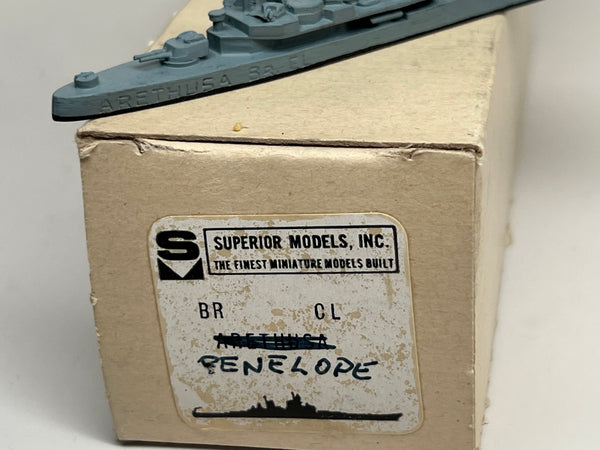 ARETHUSA BR CL
S
SUPERIOR MODELS, INC.
THE FINEST MINIATURE MODELS BUILT
BR CL
ARETHUSA
PENELOPE